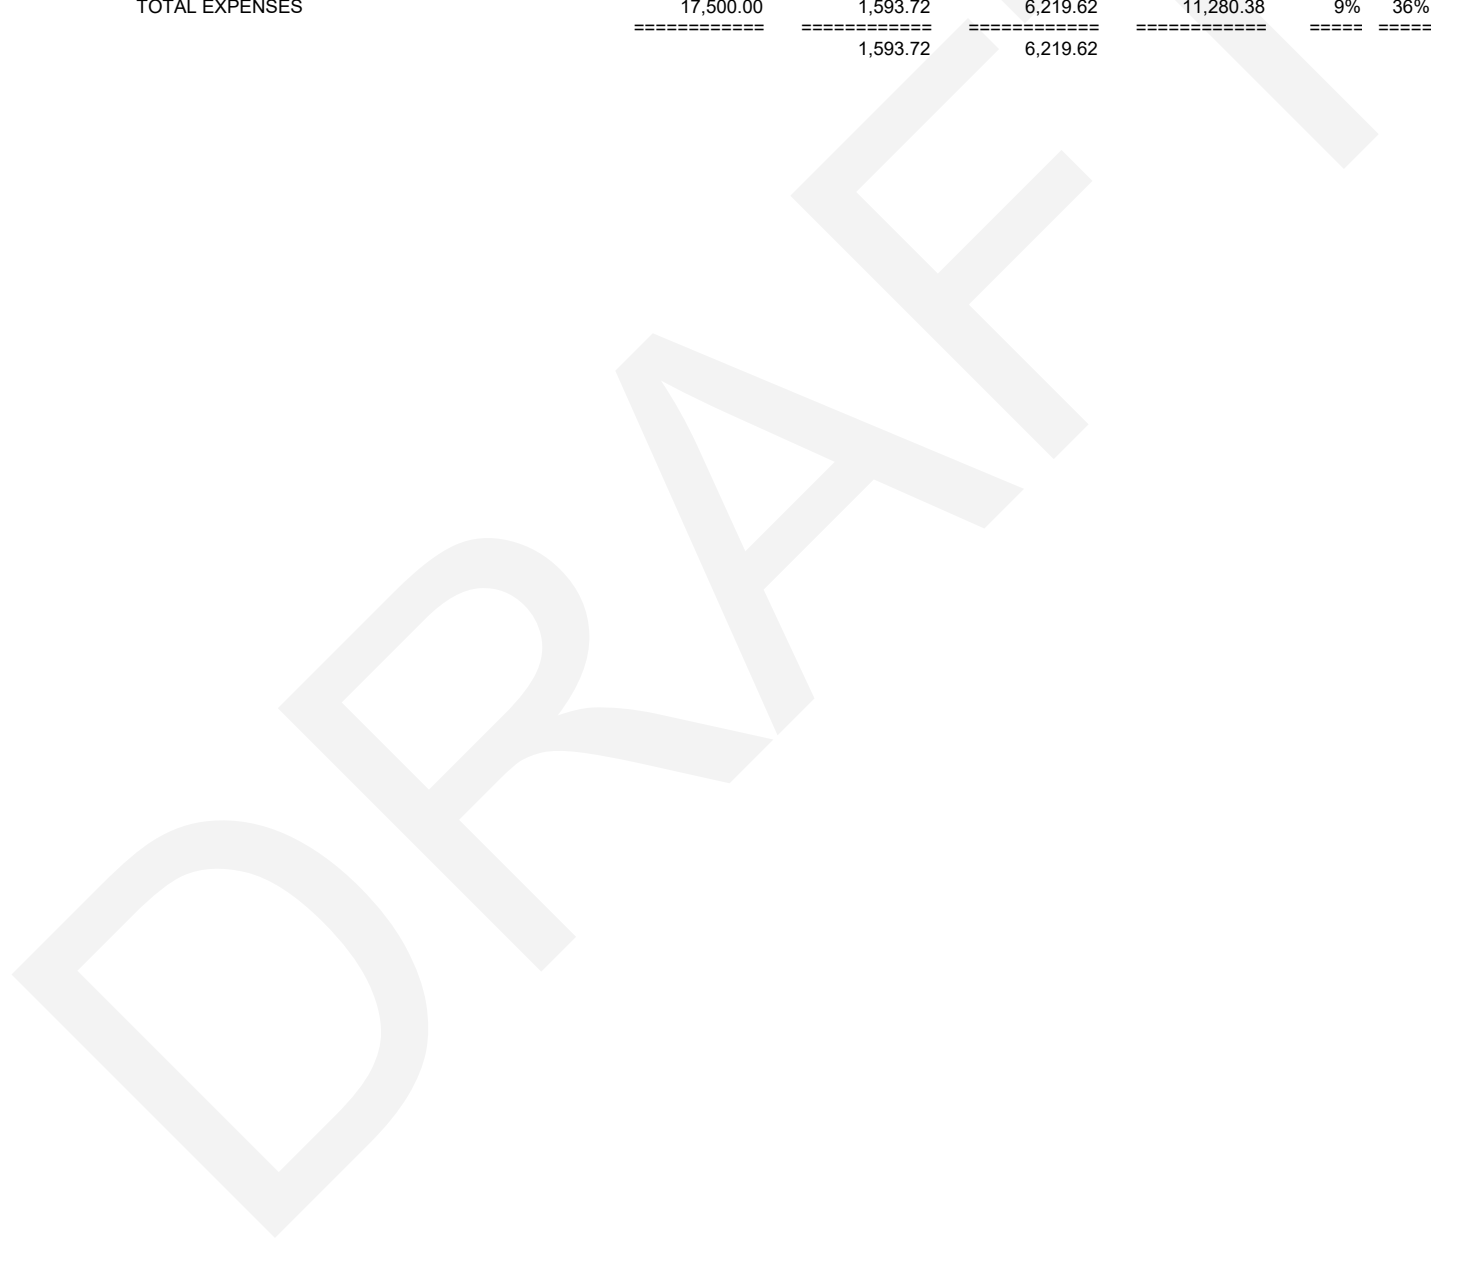 TOTAL EXPENSES 17,500.00 1,593.72 6,219.62 11,280.38 9% 36%
============ ============ ============ ============ ===== =====
1,593.72 6,219.62
DRAFT